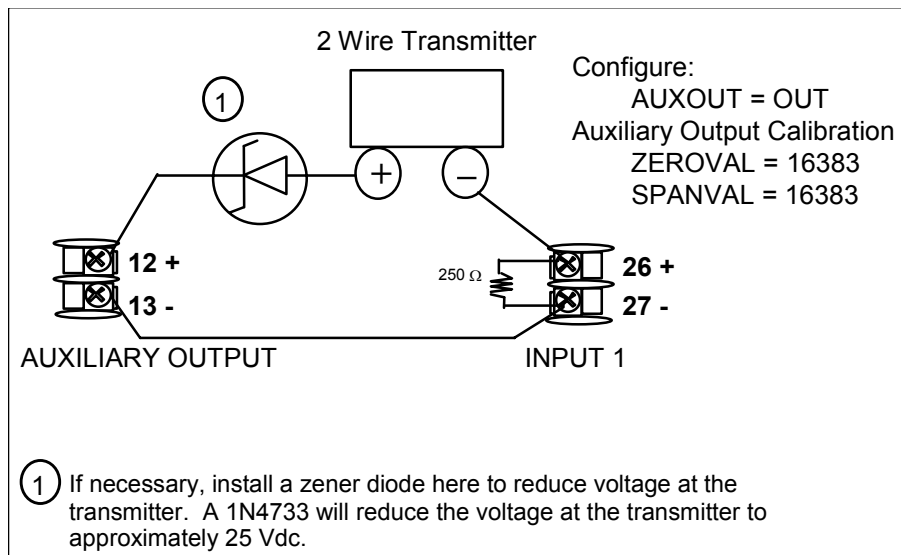 2 Wire Transmitter
Configure:
AUXOUT = OUT
Auxiliary Output Calibration
ZEROVAL = 16383
SPANVAL = 16383
1
+ −
12 +
13 -
250 Ω
26 +
27 -
AUXILIARY OUTPUT
INPUT 1
1 If necessary, install a zener diode here to reduce voltage at the
transmitter. A 1N4733 will reduce the voltage at the transmitter to
approximately 25 Vdc.